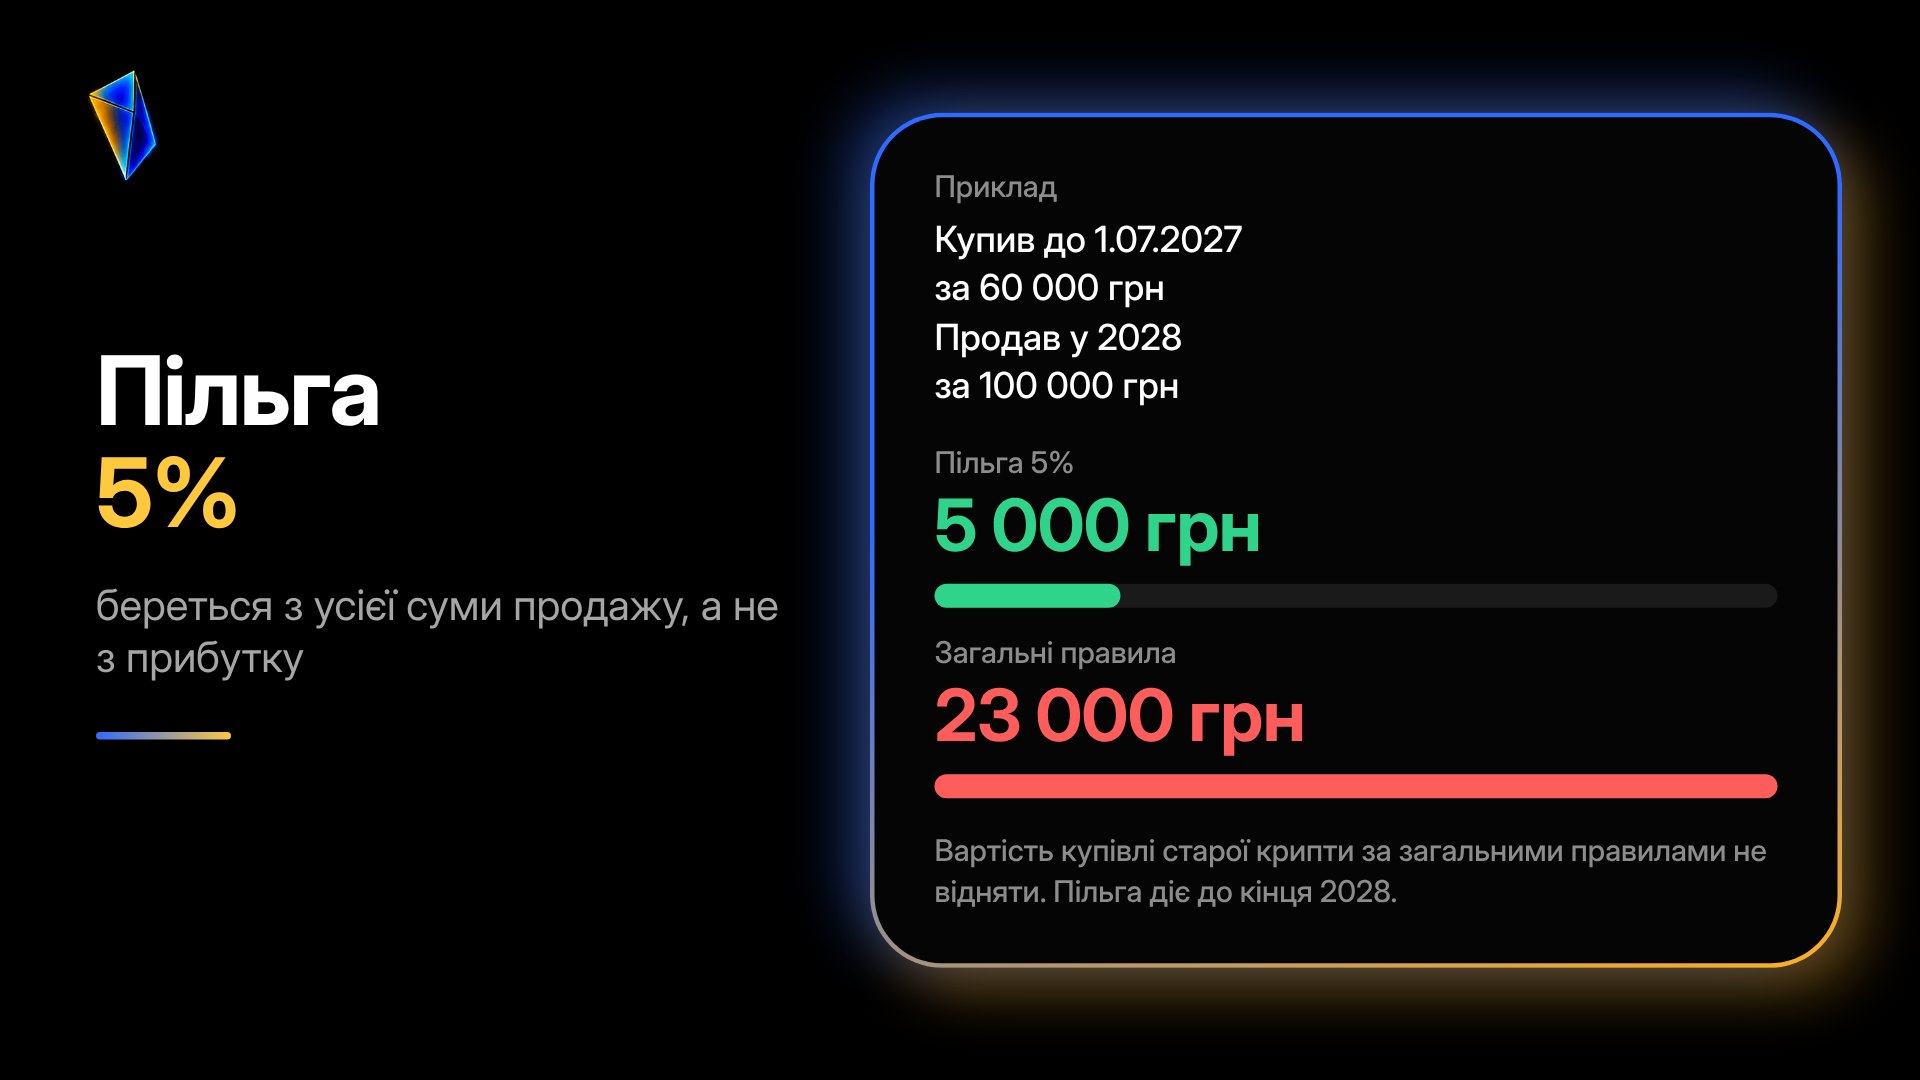 Пільга
5%
береться з усієї суми продажу, а не
з прибутку
Приклад
Купив до 1.07.2027
за 60 000 грн
Продав у 2028
за 100 000 грн
Пільга 5%
5 000 грн
Загальні правила
23 000 грн
Вартість купівлі старої крипти за загальними правилами не
відняти. Пільга діє до кінця 2028.